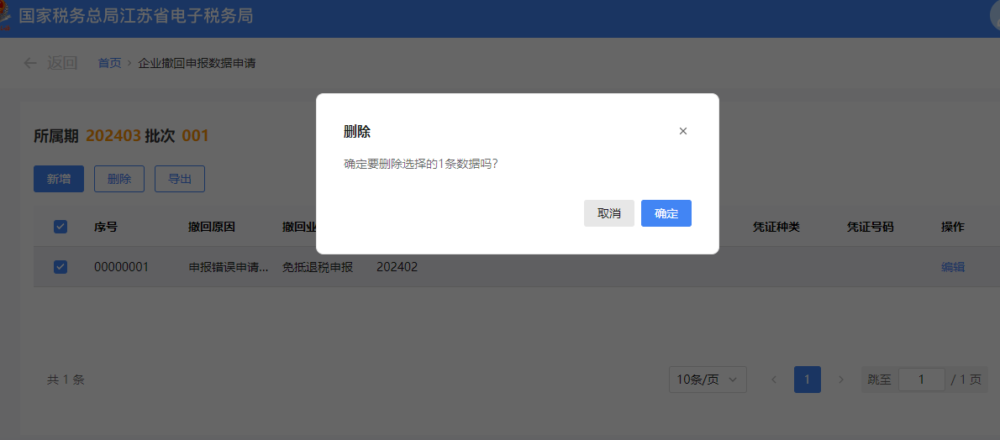 国家税务总局江苏省电子税务局
返回 首页 › 企业撤回申报数据申请
所属期 202403 批次 001
删除
确定要删除选择的1条数据吗?
取消 确定
新增 删除 导出
序号 撤回原因 撤回业 凭证种类 凭证号码 操作
00000001 申报错误申请... 免抵退税申报 202402 编辑
共 1 条 10条/页 1 跳至 1 / 1 页